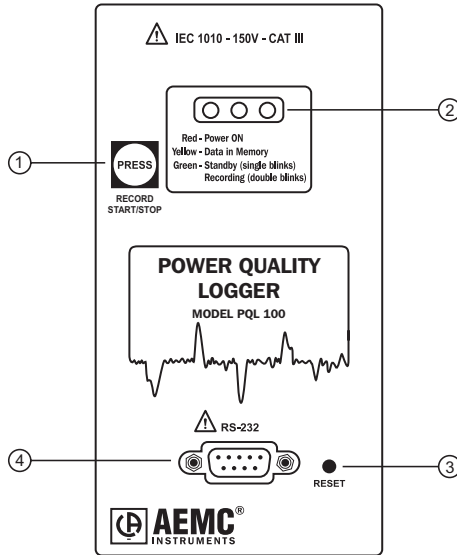 IEC 1010 - 150V - CAT III
2
Red - Power ON
Yellow - Data in Memory
Green - Standby (single blinks)
Recording (double blinks)
1
PRESS
RECORD
START/STOP
POWER QUALITY
LOGGER
MODEL PQL 100
RS-232
4
3
RESET
AEMC®
INSTRUMENTS